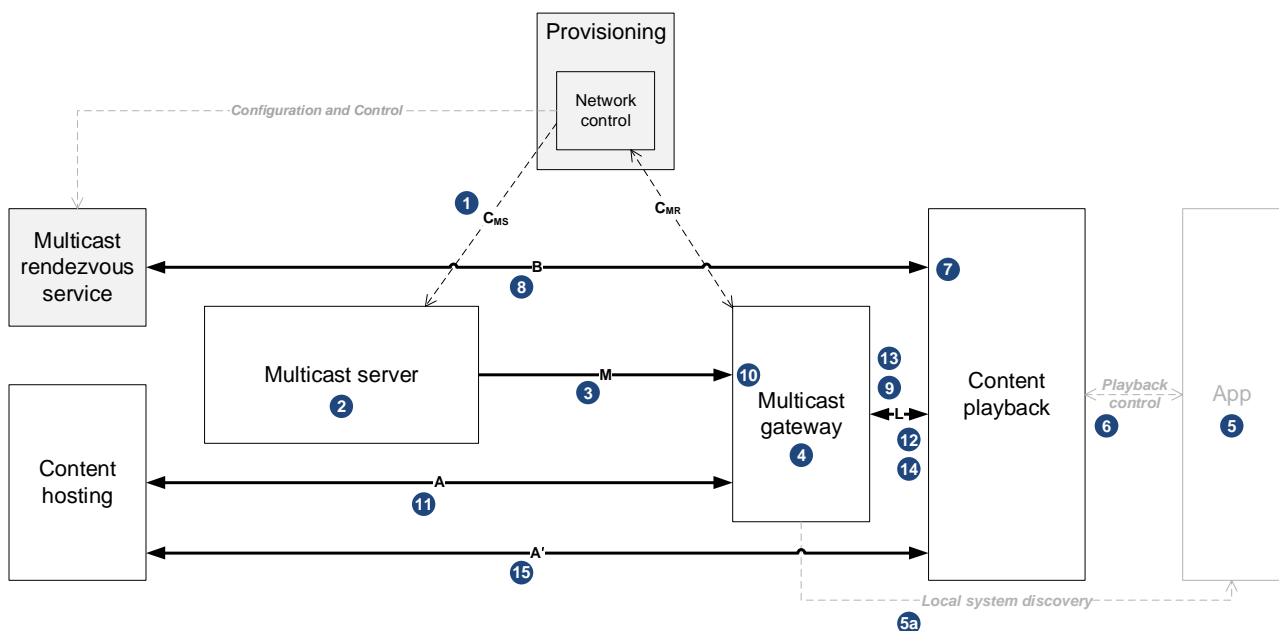 Provisioning
Network
control
Configuration and Control
1
CMS
CMR
Multicast
rendezvous
service
B
8
7
Multicast server
2
M
3
10
Multicast
gateway
4
13
9
L
12
14
Content
playback
Playback
control
6
App
5
Content
hosting
A
11
A'
15
Local system discovery
5a